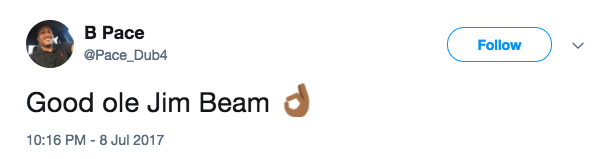 B Pace
@Pace_Dub4
Follow
Good ole Jim Beam 👌🏾
10:16 PM - 8 Jul 2017